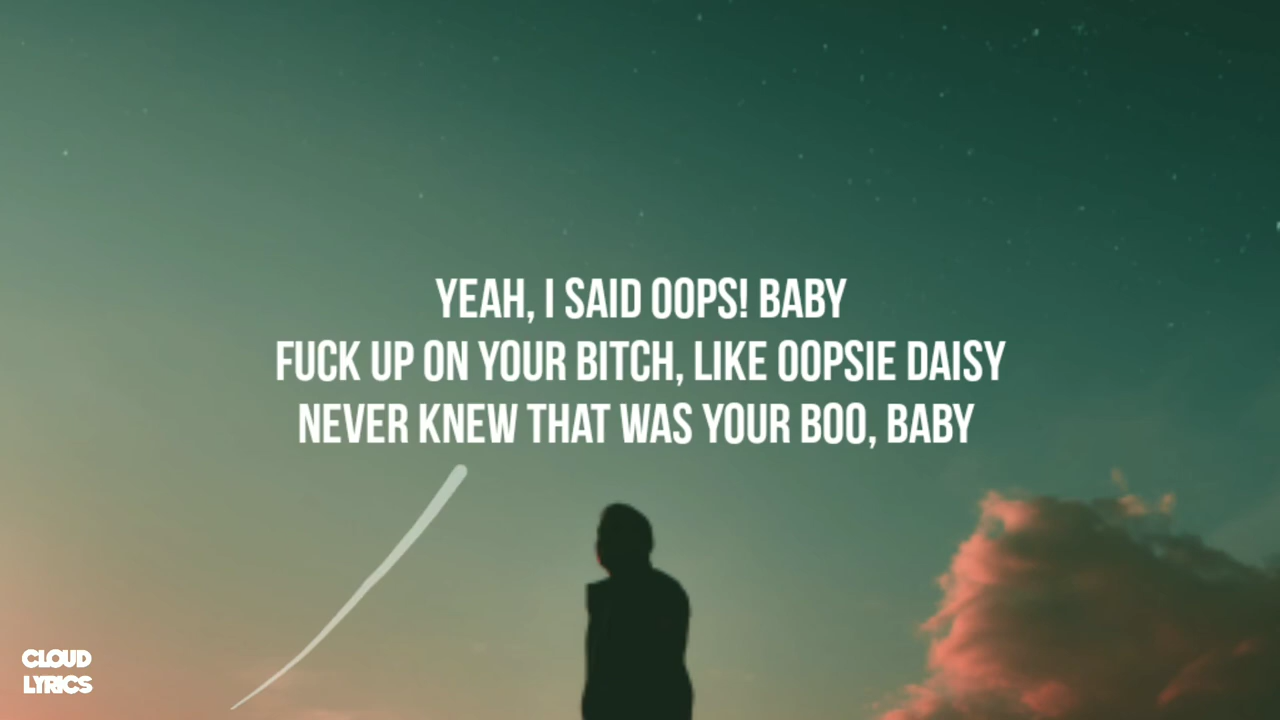 YEAH, I SAID OOPS! BABY
FUCK UP ON YOUR BITCH, LIKE OOPSIE DAISY
NEVER KNEW THAT WAS YOUR BOO, BABY
CLOUD
LYRICS